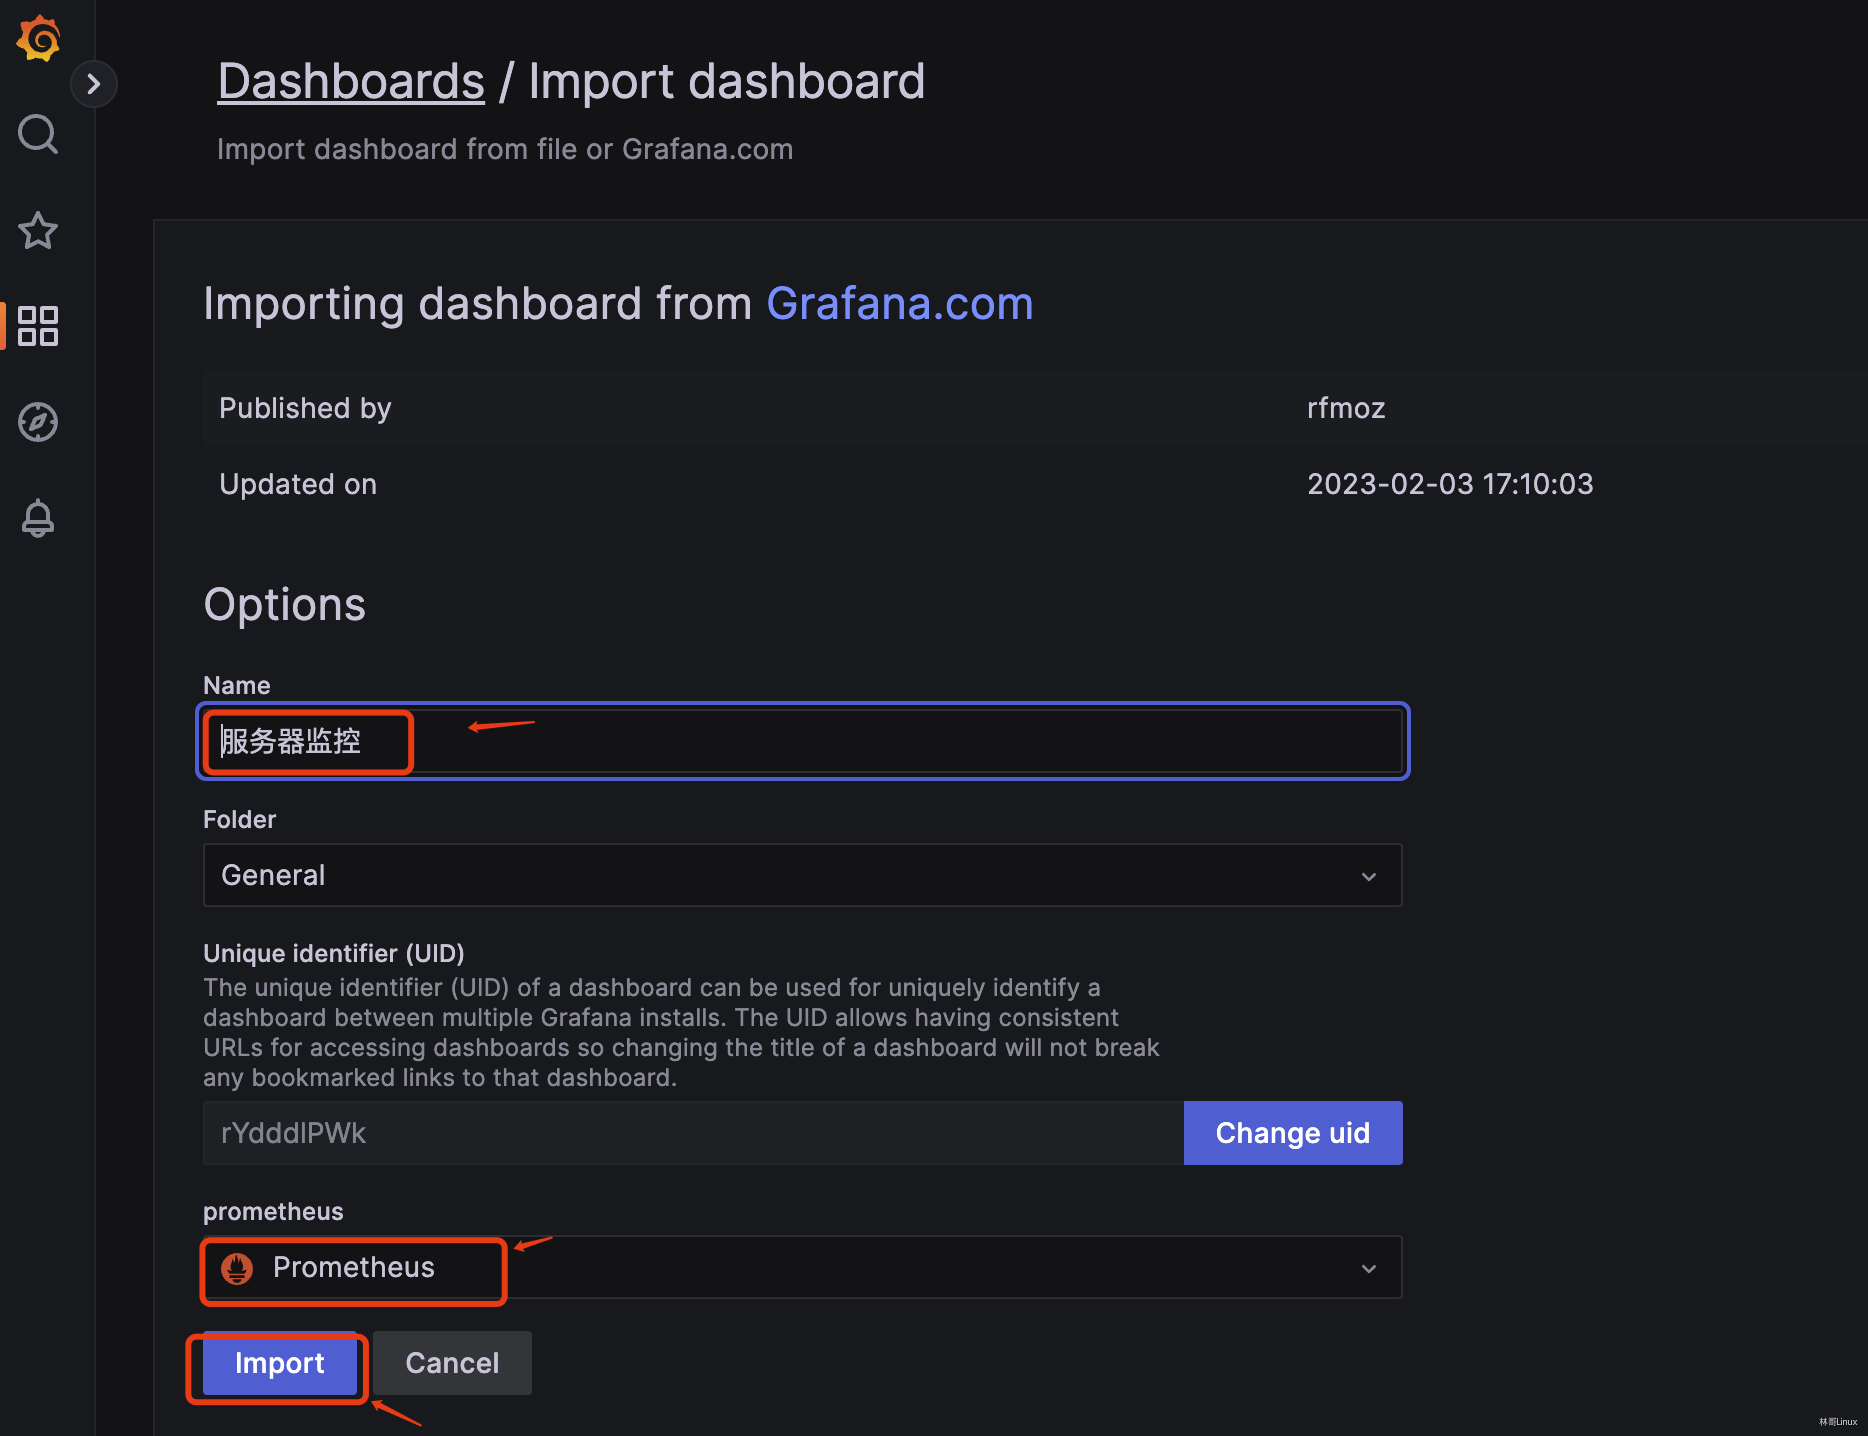 Dashboards / Import dashboard
Import dashboard from file or Grafana.com
Importing dashboard from Grafana.com
Published by rfmoz
Updated on 2023-02-03 17:10:03
Options
Name
服务器监控
Folder
General
Unique identifier (UID)
The unique identifier (UID) of a dashboard can be used for uniquely identify a
dashboard between multiple Grafana installs. The UID allows having consistent
URLs for accessing dashboards so changing the title of a dashboard will not break
any bookmarked links to that dashboard.
rYdddlPWk
Change uid
prometheus
Prometheus
Import Cancel
林哥Linux